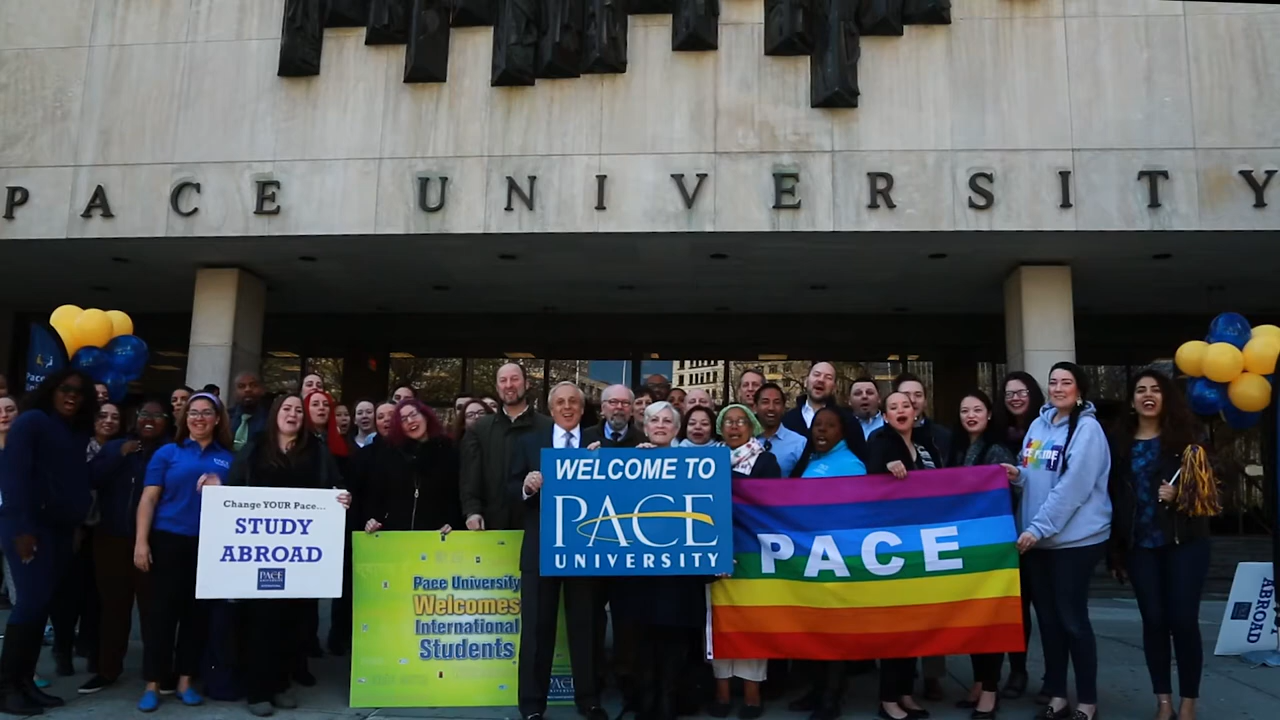 PACE UNIVERSITY
Change YOUR Pace...
STUDY
ABROAD
PACE
Pace University
Welcomes
International
Students
WELCOME TO
PACE
UNIVERSITY
PACE
PACE
ABROAD